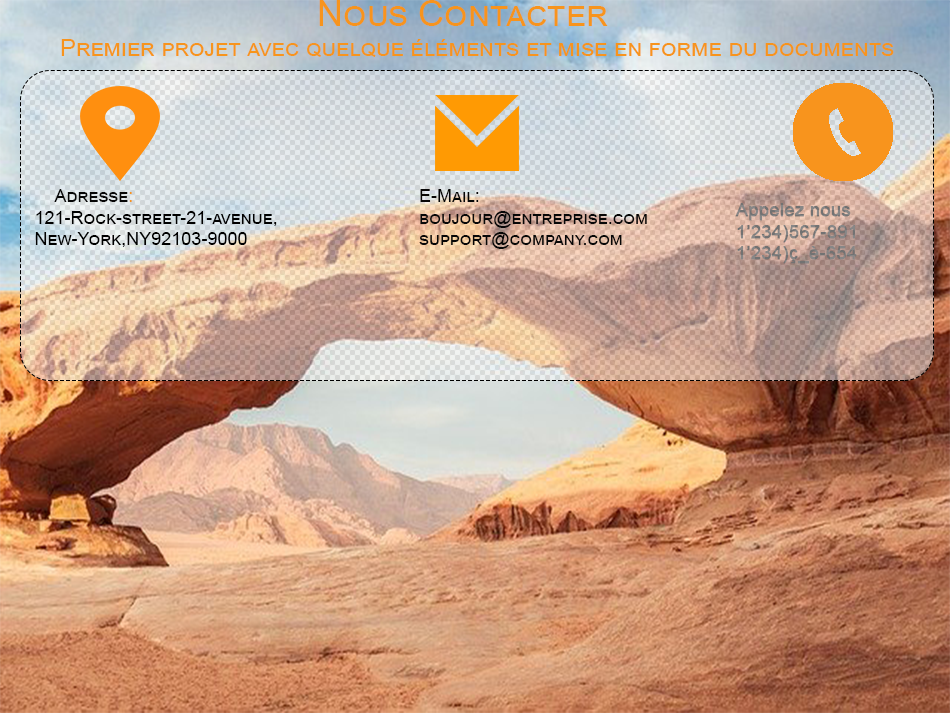 Nous Contacter
Premier projet avec quelque éléments et mise en forme du documents
Adresse:
121-Rock-street-21-avenue,
New-York,NY92103-9000
E-Mail:
boujour@entreprise.com
support@company.com
Appelez nous
1'234)567-891
1'234)c_e-654